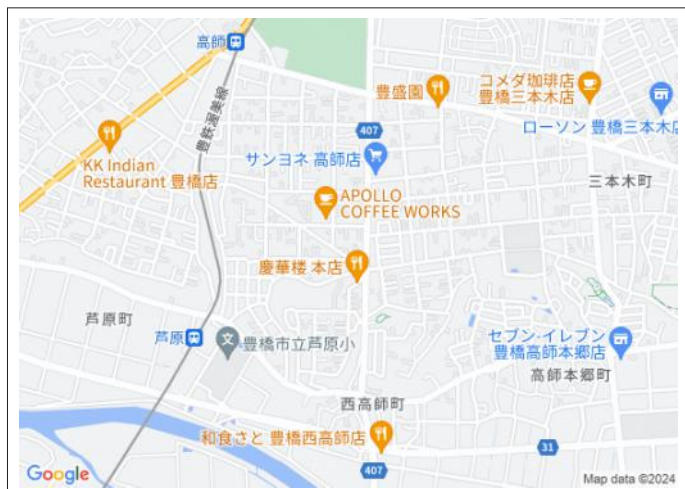 高師
豊鉄渥美線
豊盛園
コメダ珈琲店
豊橋三本木店
ローソン 豊橋三本木店
407
サンヨネ 高師店
KK Indian
Restaurant 豊橋店
三本木町
APOLLO
COFFEE WORKS
慶華楼 本店
芦原町
芦原
豊橋市立芦原小
セブン-イレブン
豊橋高師本郷店
高師本郷町
西高師町
和食さと 豊橋西高師店
31
407
Google
Map data ©2024